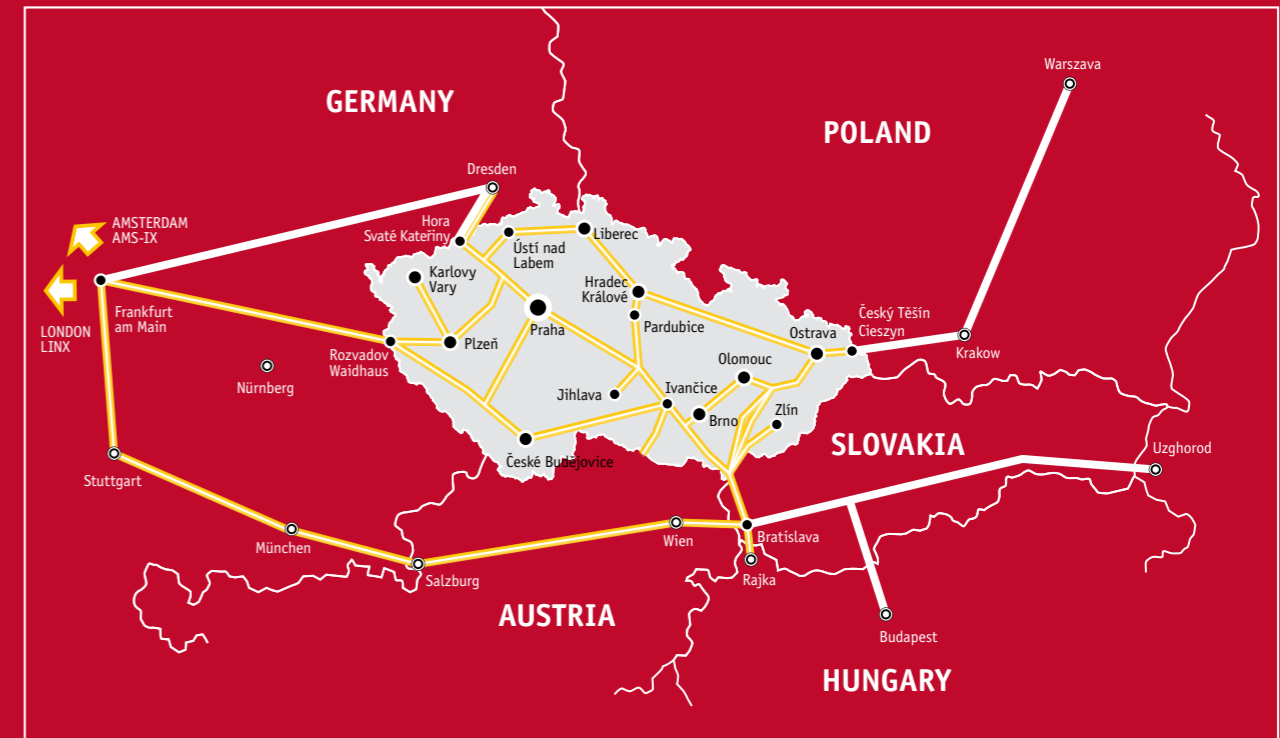 Warszava
GERMANY
POLAND
Dresden
AMSTERDAM
AMS-IX
Hora
Svaté Kateřiny
Ústí nad
Labem
Liberec
Karlovy
Vary
Hradec
Králové
Frankfurt
am Main
LONDON
LINX
Praha
Pardubice
Český Těšín
Cieszyn
Ostrava
Krakow
Rozvadov
Waidhaus
Plzeň
Olomouc
Nürnberg
Jihlava
Ivančice
Brno
Zlín
SLOVAKIA
Uzghorod
České Budějovice
Stuttgart
München
Wien
Bratislava
Salzburg
Rajka
AUSTRIA
Budapest
HUNGARY